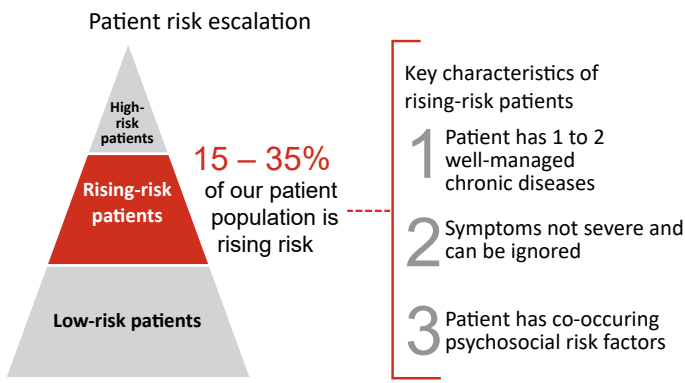 Patient risk escalation
High-
risk
patients
Rising-risk
patients
Low-risk patients
15 – 35%
of our patient
population is
rising risk
Key characteristics of
rising-risk patients
1
Patient has 1 to 2
well-managed
chronic diseases
2
Symptoms not severe and
can be ignored
3
Patient has co-occuring
psychosocial risk factors